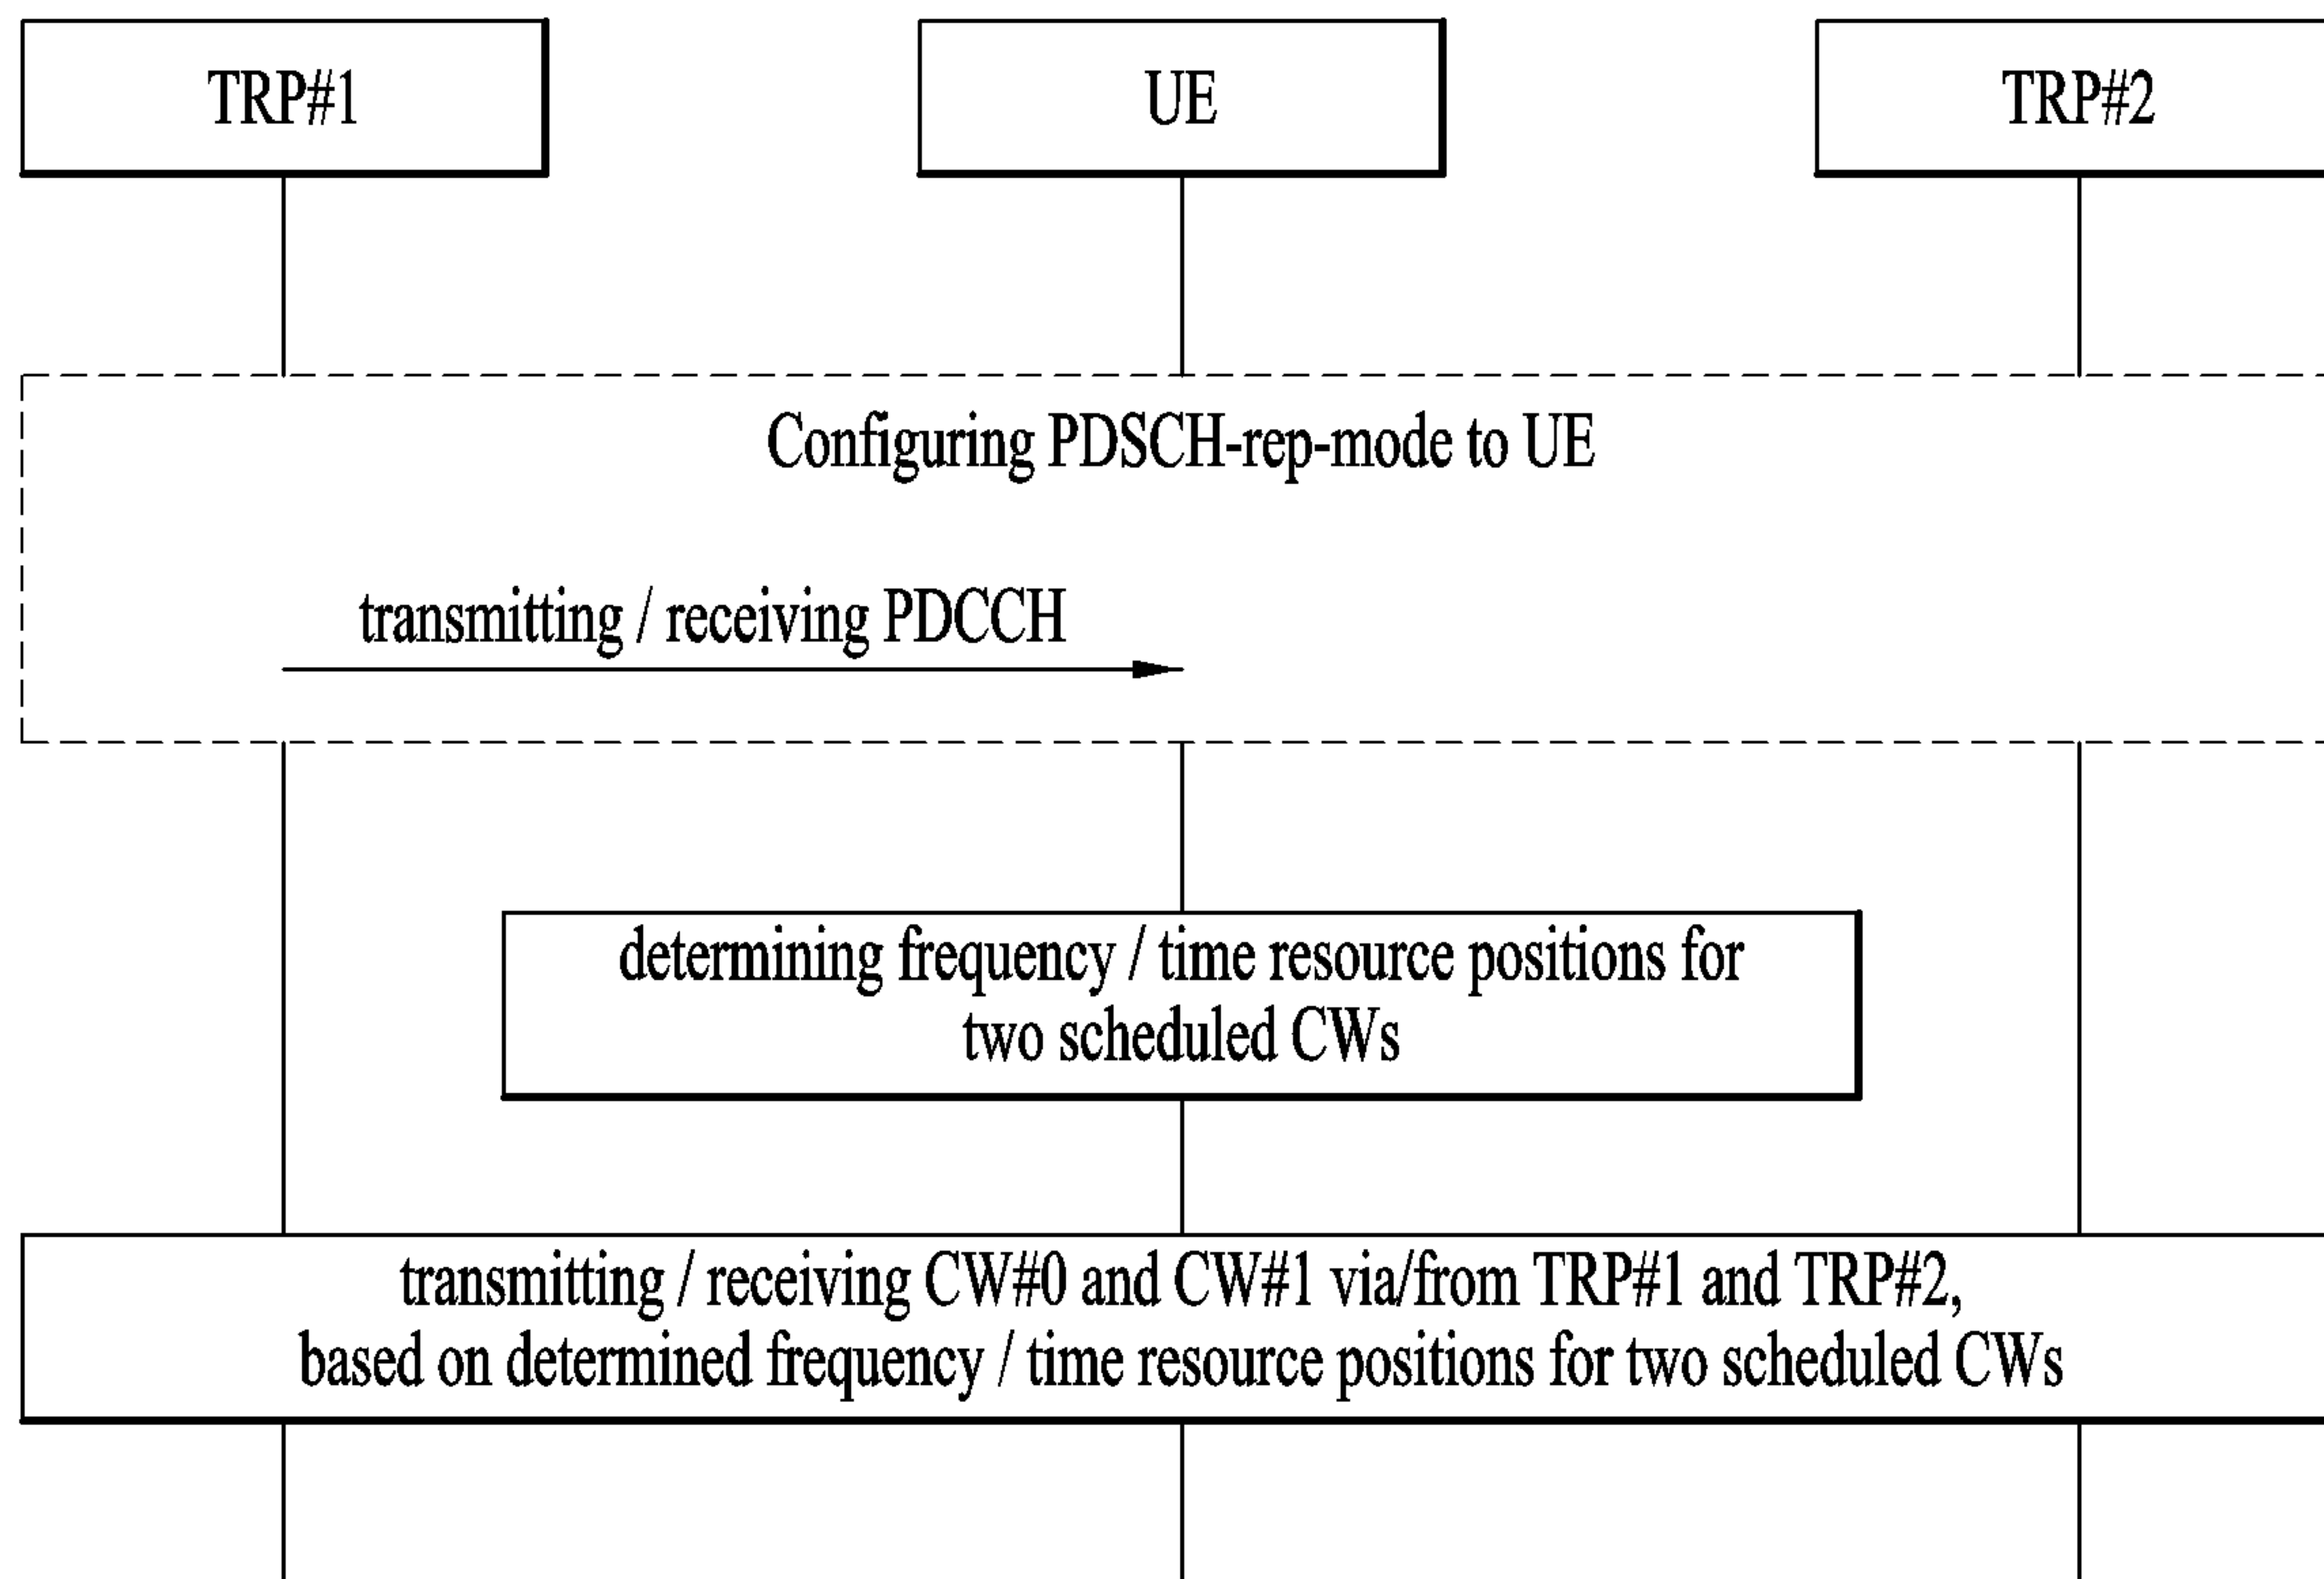 TRP#1
UE
TRP#2
Configuring PDSCH-rep-mode to UE
transmitting / receiving PDCCH
determining frequency / time resource positions for
two scheduled CWs
transmitting / receiving CW#0 and CW#1 via/from TRP#1 and TRP#2,
based on determined frequency / time resource positions for two scheduled CWs